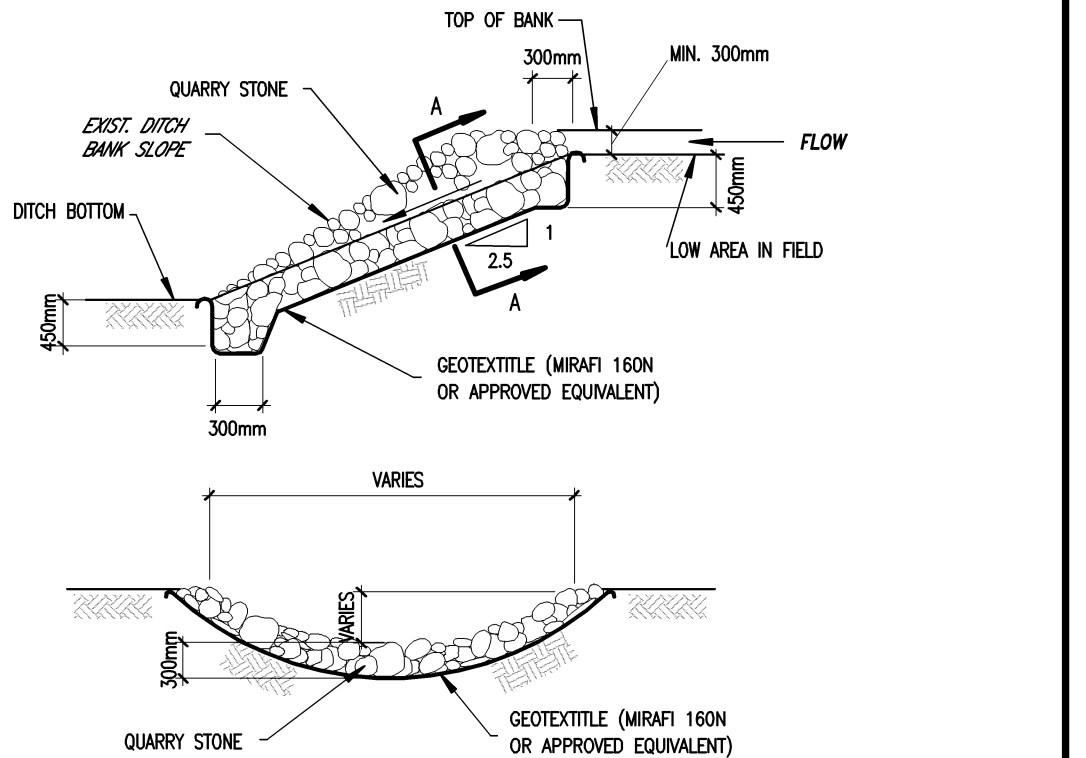 TOP OF BANK
300mm
MIN. 300mm
QUARRY STONE
A
EXIST. DITCH
BANK SLOPE
FLOW
450mm
DITCH BOTTOM
1
2.5
LOW AREA IN FIELD
A
450mm
GEOTEXTITLE (MIRAFI 160N
OR APPROVED EQUIVALENT)
300mm
VARIES
VARIES
300mm
GEOTEXTITLE (MIRAFI 160N
OR APPROVED EQUIVALENT)
QUARRY STONE